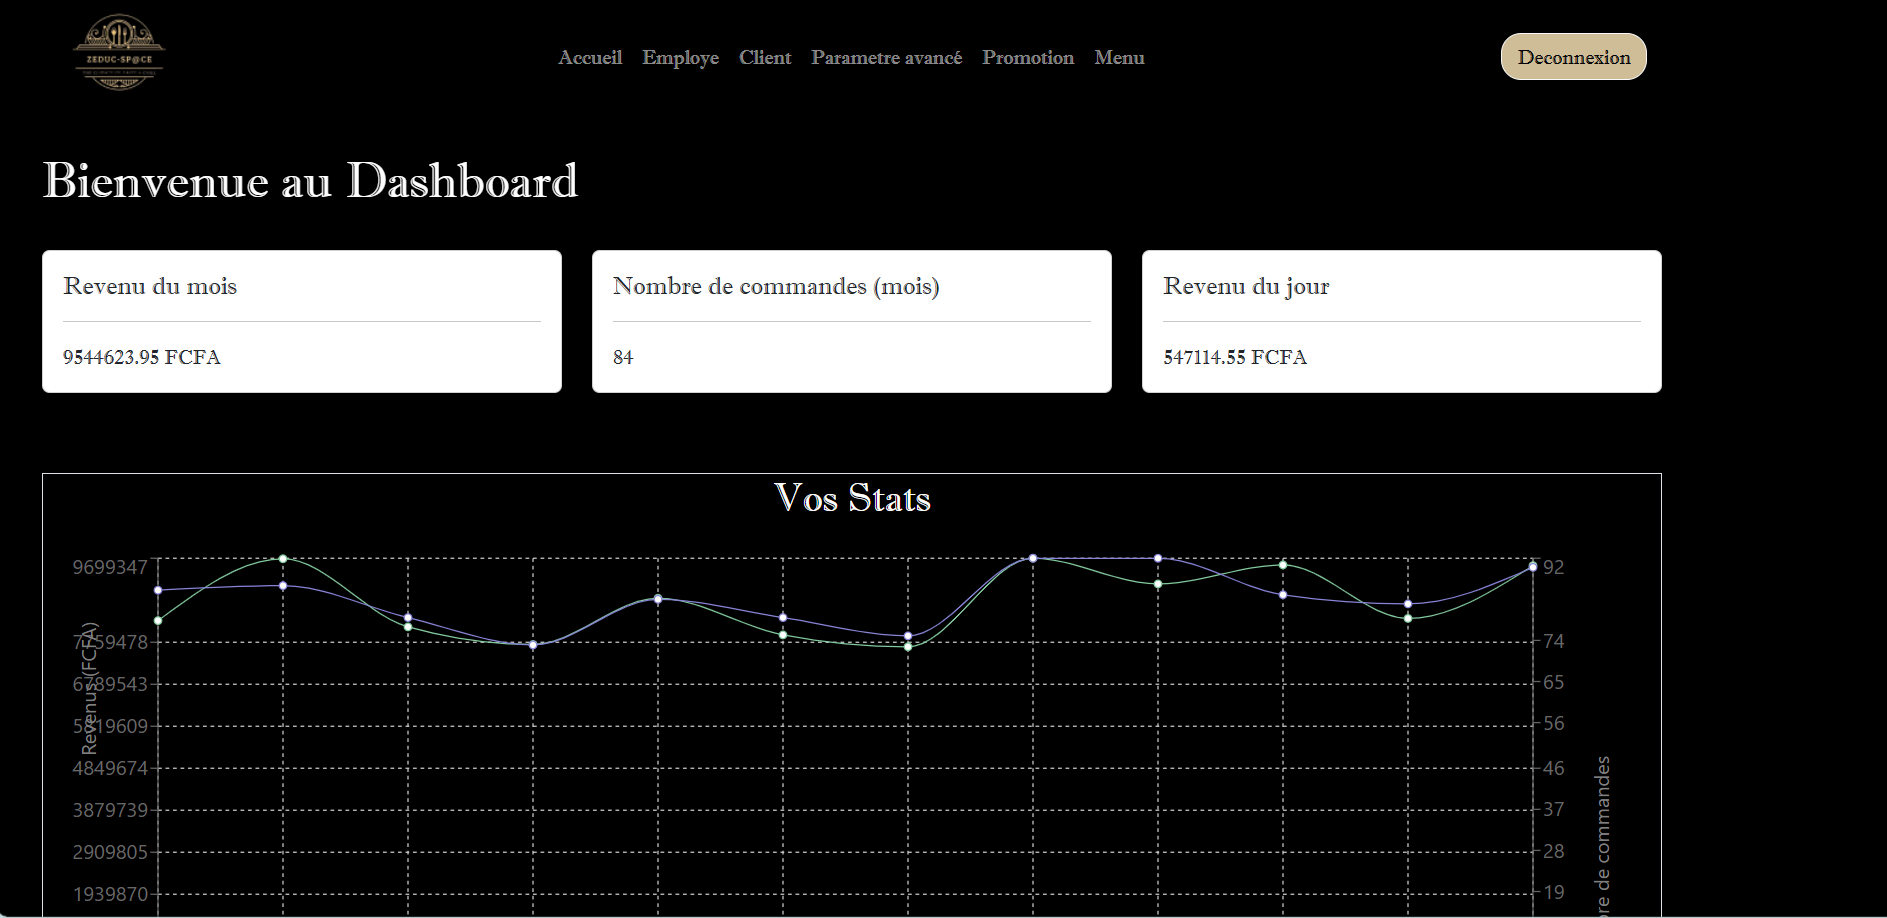 ZEDUC-SP@CE
Accueil Employe Client Parametre avancé Promotion Menu
Deconnexion
Bienvenue au Dashboard
Revenu du mois
9544623.95 FCFA
Nombre de commandes (mois)
84
Revenu du jour
547114.55 FCFA
Vos Stats
9699347
7759478
6789543
5819609
4849674
3879739
2909805
1939870
Revenus (FCFA)
92
74
65
56
46
37
28
19
re de commandes